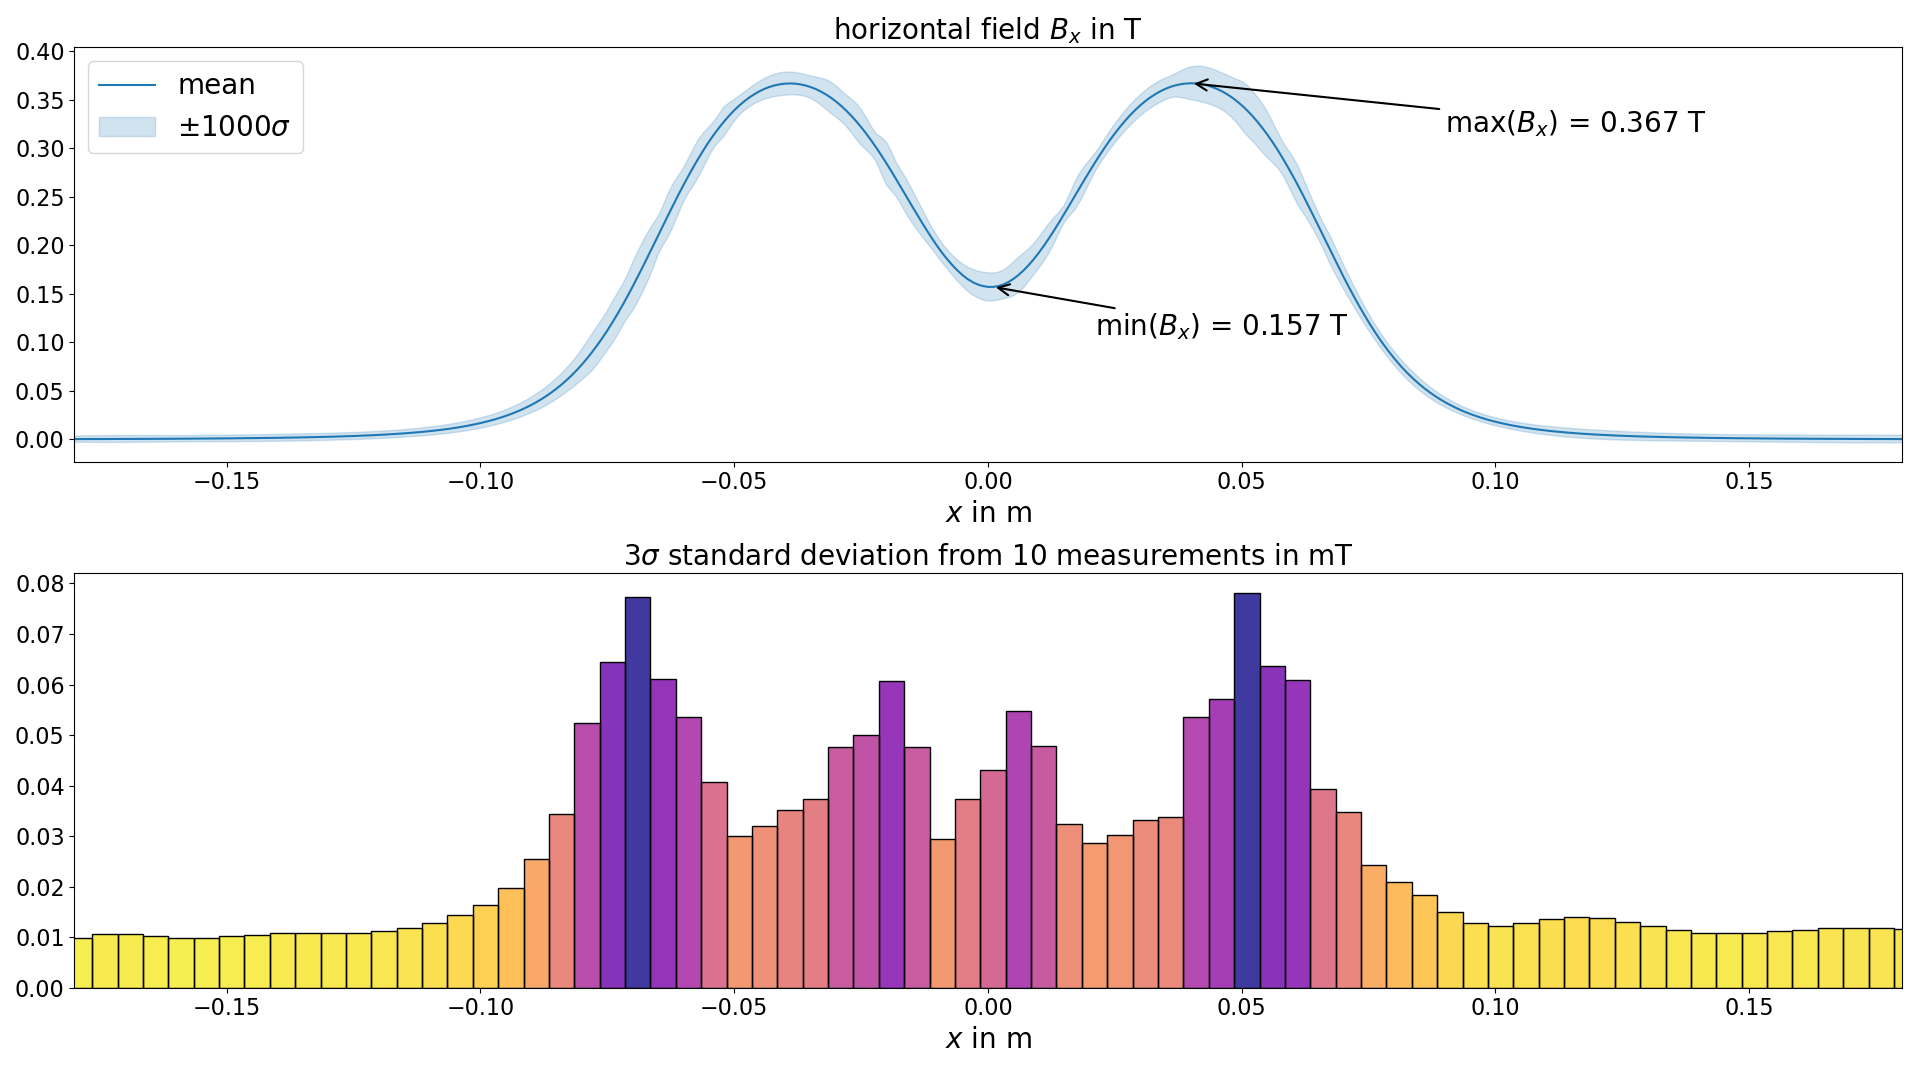 horizontal field Bₓ in T
0.40
0.35
0.30
0.25
0.20
0.15
0.10
0.05
0.00
mean
±1000σ
max(Bₓ) = 0.367 T
min(Bₓ) = 0.157 T
−0.15 −0.10 −0.05 0.00 0.05 0.10 0.15
x in m
3σ standard deviation from 10 measurements in mT
0.08
0.07
0.06
0.05
0.04
0.03
0.02
0.01
0.00
−0.15 −0.10 −0.05 0.00 0.05 0.10 0.15
x in m